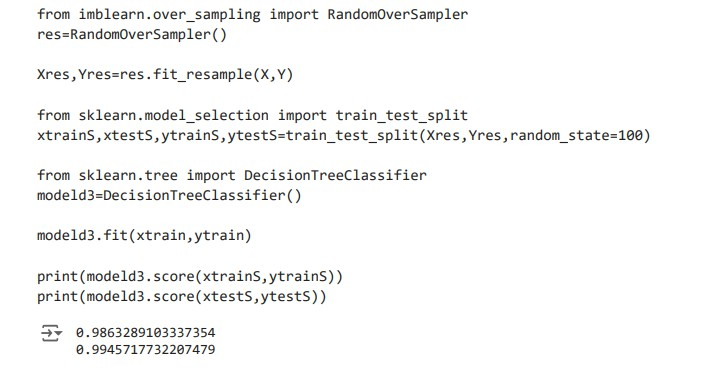 from imblearn.over_sampling import RandomOverSampler
res=RandomOverSampler()
Xres,Yres=res.fit_resample(X,Y)
from sklearn.model_selection import train_test_split
xtrainS,xtestS,ytrainS,ytestS=train_test_split(Xres,Yres,random_state=100)
from sklearn.tree import DecisionTreeClassifier
modeld3=DecisionTreeClassifier()
modeld3.fit(xtrain,ytrain)
print(modeld3.score(xtrainS,ytrainS))
print(modeld3.score(xtestS,ytestS))
0.9863289103337354
0.9945717732207479